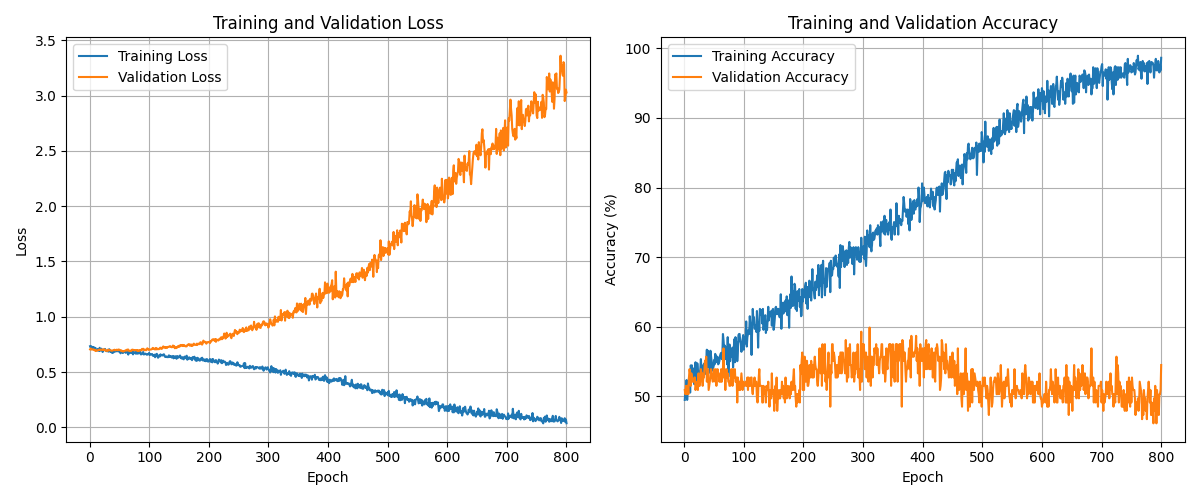 Training and Validation Loss
Training Loss
Validation Loss
3.5
3.0
2.5
2.0
1.5
1.0
0.5
0.0
Loss
0 100 200 300 400 500 600 700 800
Epoch
Training and Validation Accuracy
Training Accuracy
Validation Accuracy
100
90
80
70
60
50
Accuracy (%)
0 100 200 300 400 500 600 700 800
Epoch